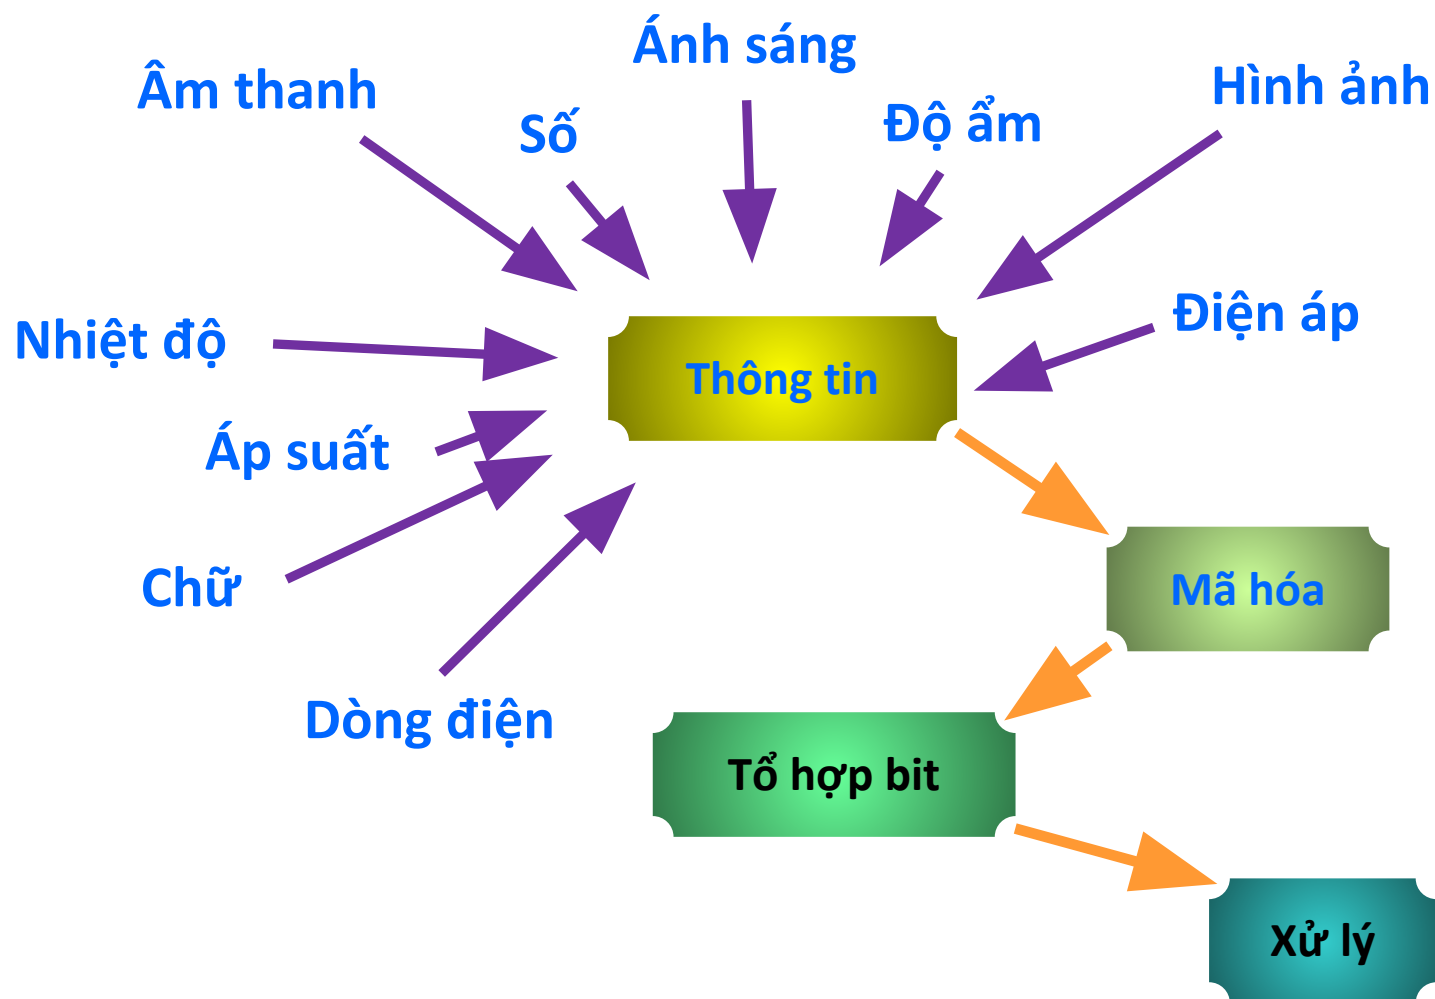 Ánh sáng
Âm thanh
Hình ảnh
Số
Độ ẩm
Nhiệt độ
Điện áp
Thông tin
Áp suất
Chữ
Mã hóa
Dòng điện
Tổ hợp bit
Xử lý